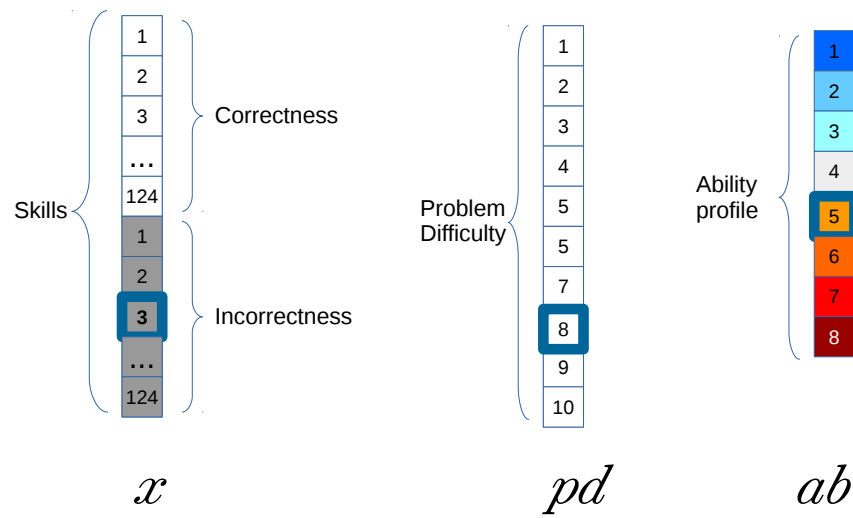 Skills
1
2
3
...
124
1
2
3
...
124
Correctness
Incorrectness
x
Problem
Difficulty
1
2
3
4
5
5
7
8
9
10
pd
Ability
profile
1
2
3
4
5
6
7
8
ab